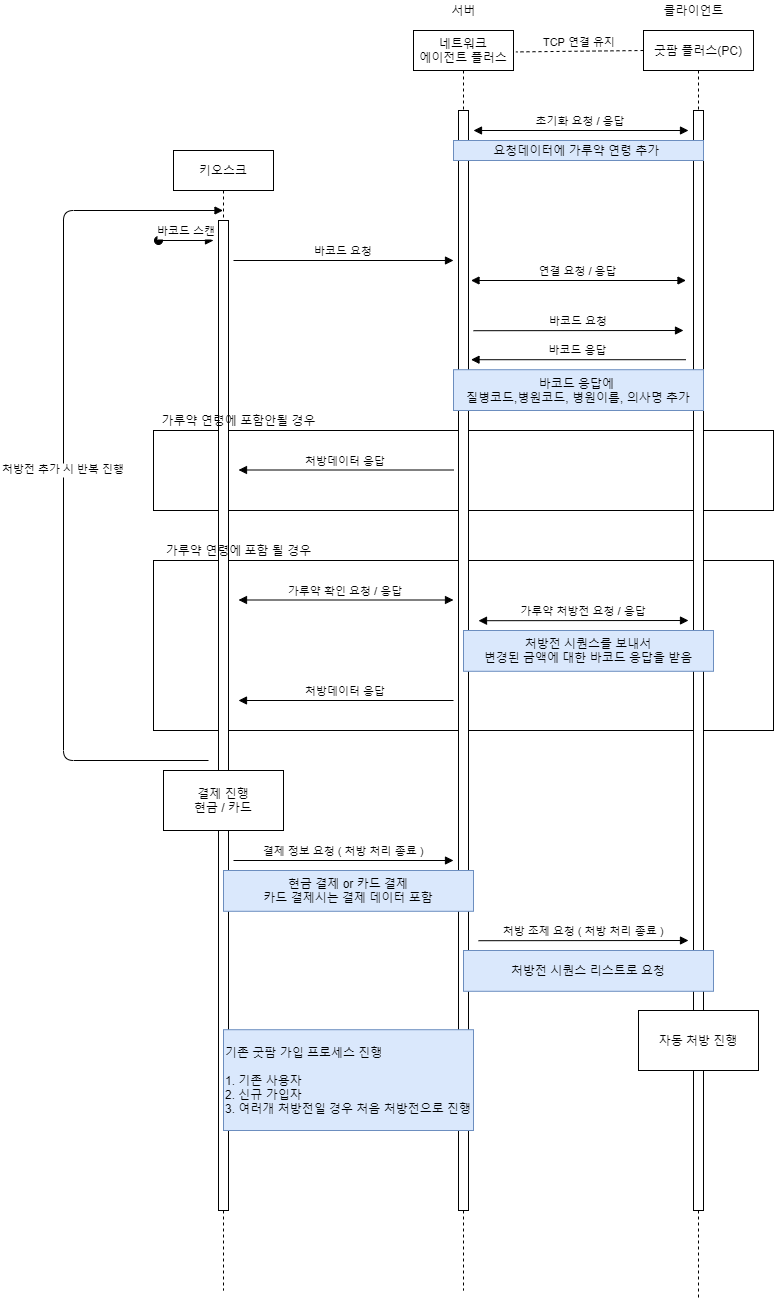 서버
클라이언트
네트워크
에이전트 플러스
TCP 연결 유지
굿팜 플러스(PC)
초기화 요청 / 응답
요청데이터에 가루약 연령 추가
키오스크
바코드 스캔
바코드 요청
연결 요청 / 응답
바코드 요청
바코드 응답
바코드 응답에
질병코드,병원코드, 병원이름, 의사명 추가
가루약 연령에 포함안될 경우
처방데이터 응답
처방전 추가 시 반복 진행
가루약 연령에 포함 될 경우
가루약 확인 요청 / 응답
가루약 처방전 요청 / 응답
처방전 시퀀스를 보내서
변경된 금액에 대한 바코드 응답을 받음
처방데이터 응답
결제 진행
현금 / 카드
결제 정보 요청 ( 처방 처리 종료 )
현금 결제 or 카드 결제
카드 결제시는 결제 데이터 포함
처방 조제 요청 ( 처방 처리 종료 )
처방전 시퀀스 리스트로 요청
자동 처방 진행
기존 굿팜 가입 프로세스 진행
1. 기존 사용자
2. 신규 가입자
3. 여러개 처방전일 경우 처음 처방전으로 진행